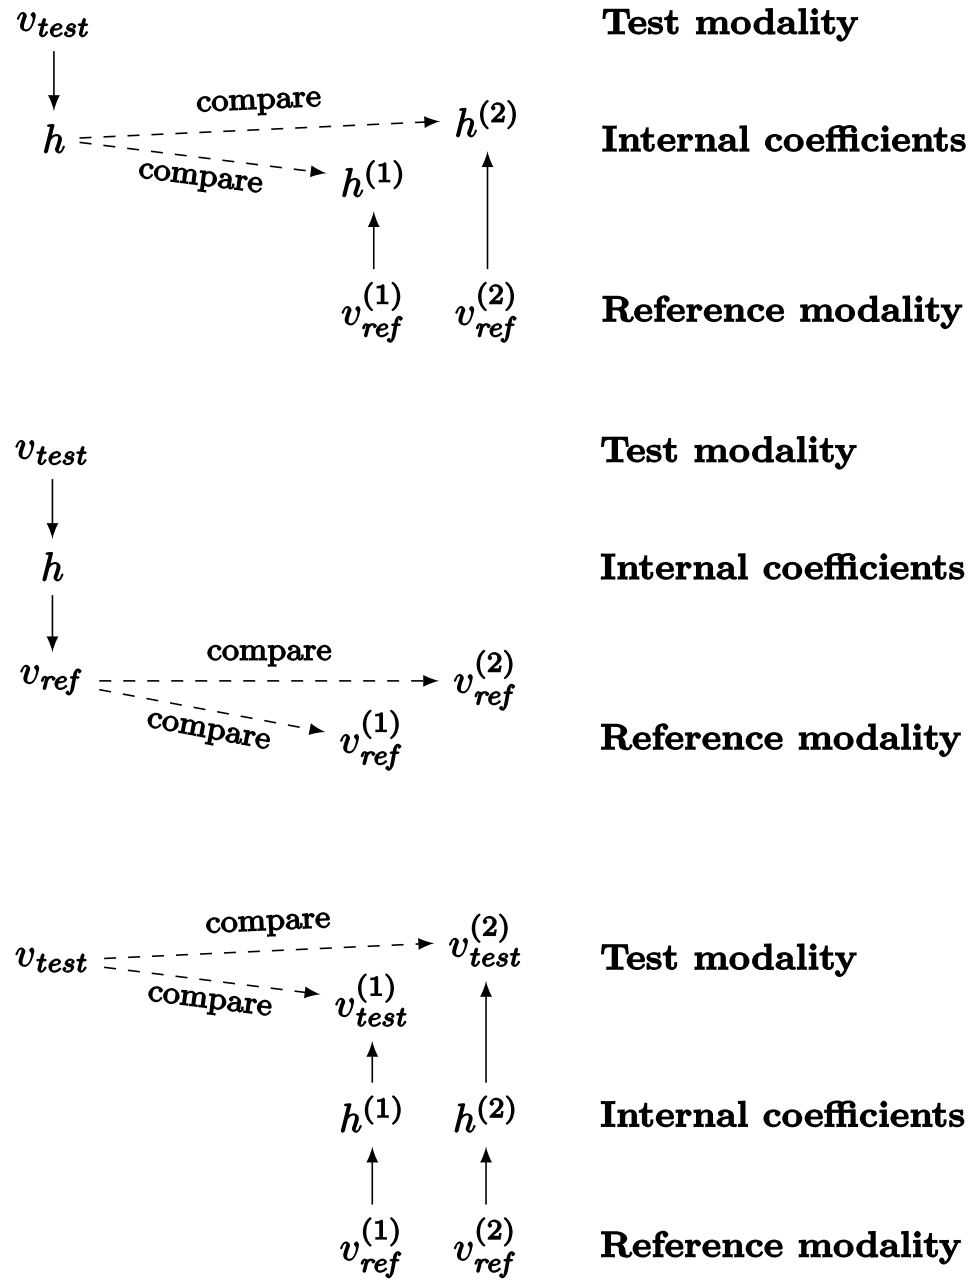 v_test Test modality
compare
h h^(2) Internal coefficients
compare
h^(1)
v_ref^(1) v_ref^(2) Reference modality
v_test Test modality
h Internal coefficients
compare
v_ref v_ref^(2)
compare v_ref^(1) Reference modality
compare
v_test v_test^(2) Test modality
compare v_test^(1)
h^(1) h^(2) Internal coefficients
v_ref^(1) v_ref^(2) Reference modality